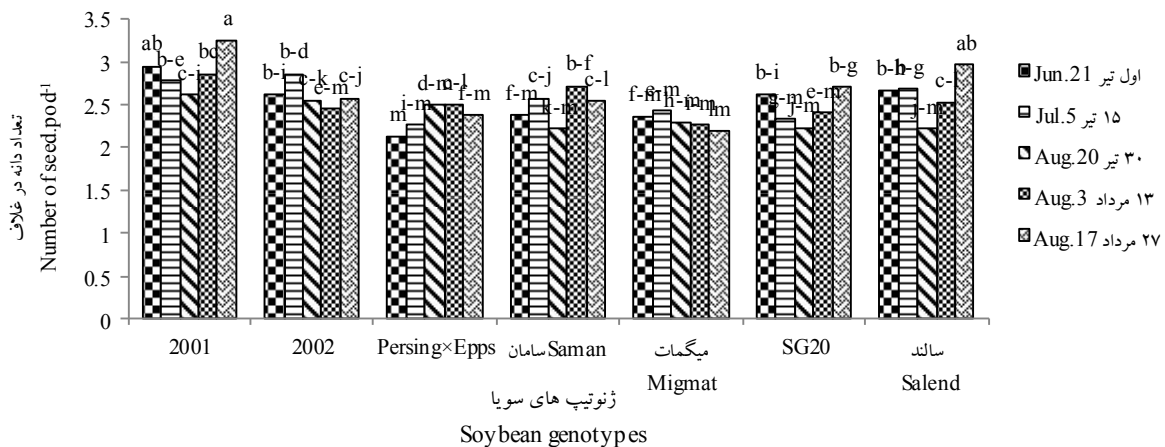 تعداد دانه در غلاف
Number of seed.pod-1
3.5
3
2.5
2
1.5
1
0.5
0
ab
b-e
c-i
bc
a
b-i
b-d
c-k
e-m
c-j
m
i-m
d-m
f-m
f-m
c-j
b-f
c-l
f-m
e-m
h-m
i-m
lm
b-i
g-m
j-m
b-g
b-h
b-g
j-m
ab
2001
2002
Persing×Epps
سامان Saman
میگمات
Migmat
SG20
سالند
Salend
ژنوتیپ های سویا
Soybean genotypes
اول تیر Jun.21
۱۵ تیر Jul.5
۳۰ تیر Aug.20
۱۳ مرداد Aug.3
۲۷ مرداد Aug.17